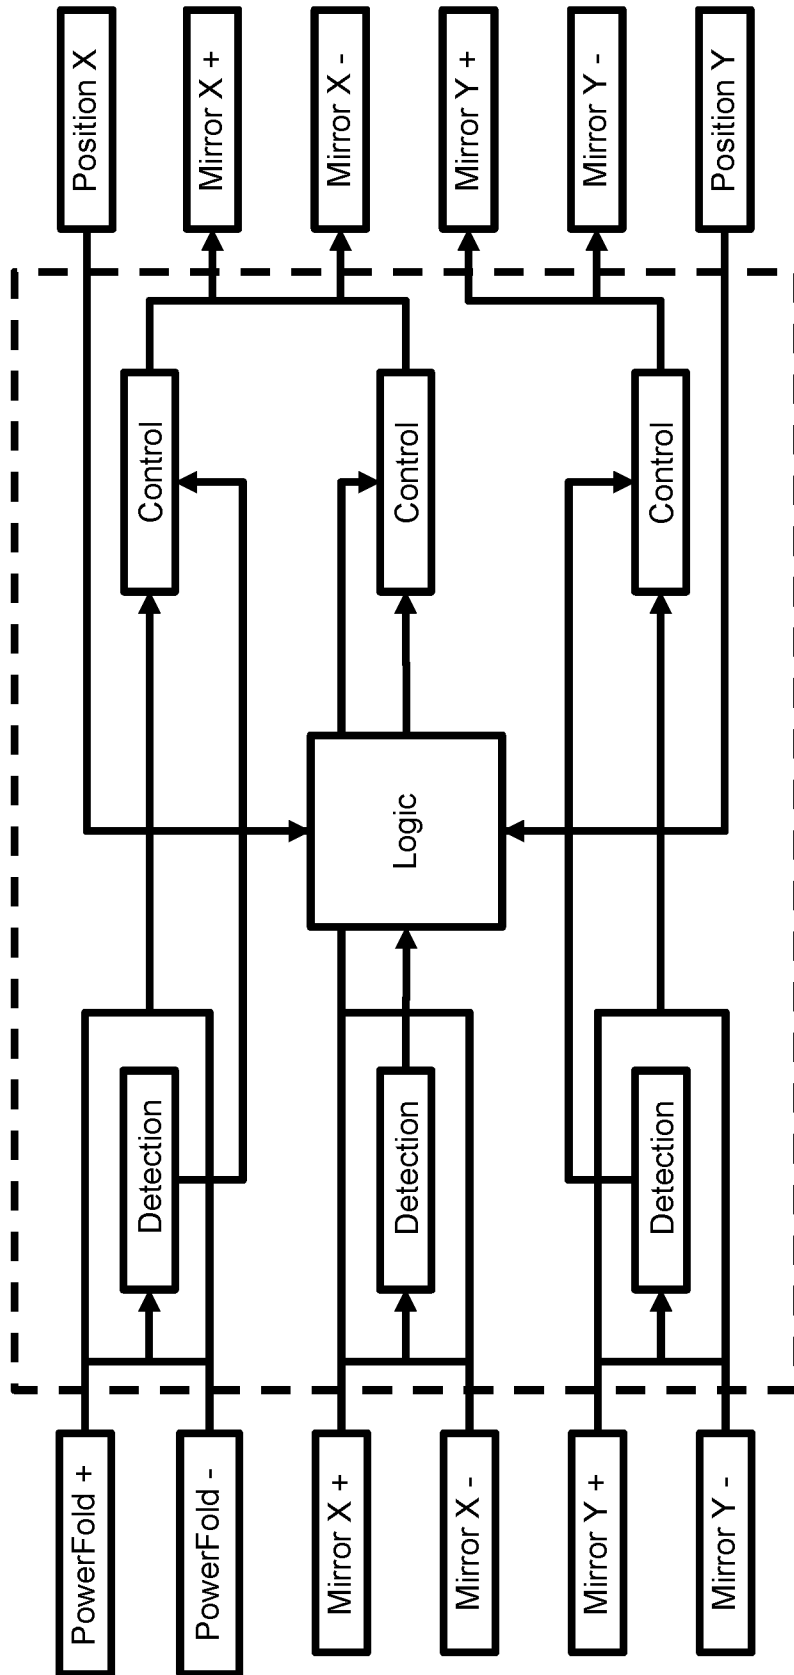 Position X
Mirror X +
Mirror X -
Mirror Y +
Mirror Y -
Position Y
Control
Control
Control
Logic
Detection
Detection
Detection
PowerFold +
PowerFold -
Mirror X +
Mirror X -
Mirror Y +
Mirror Y -